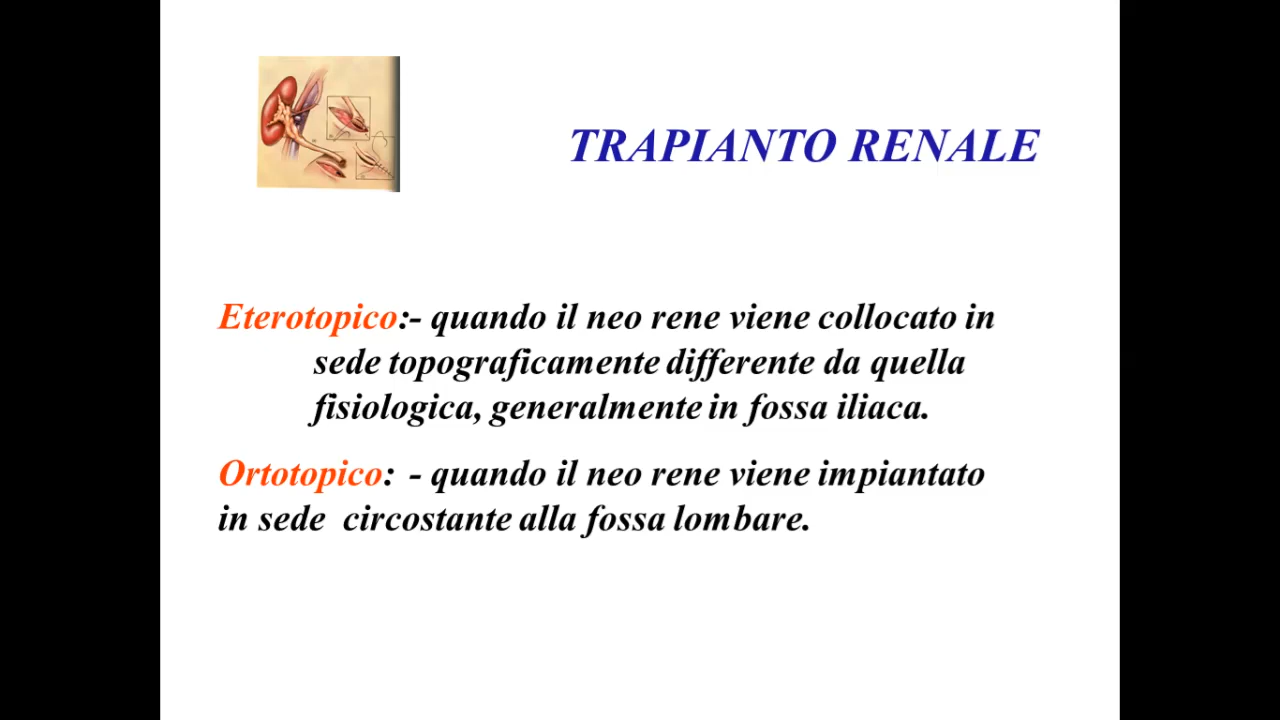 TRAPIANTO RENALE
Eterotopico:- quando il neo rene viene collocato in
sede topograficamente differente da quella
fisiologica, generalmente in fossa iliaca.
Ortotopico: - quando il neo rene viene impiantato
in sede circostante alla fossa lombare.